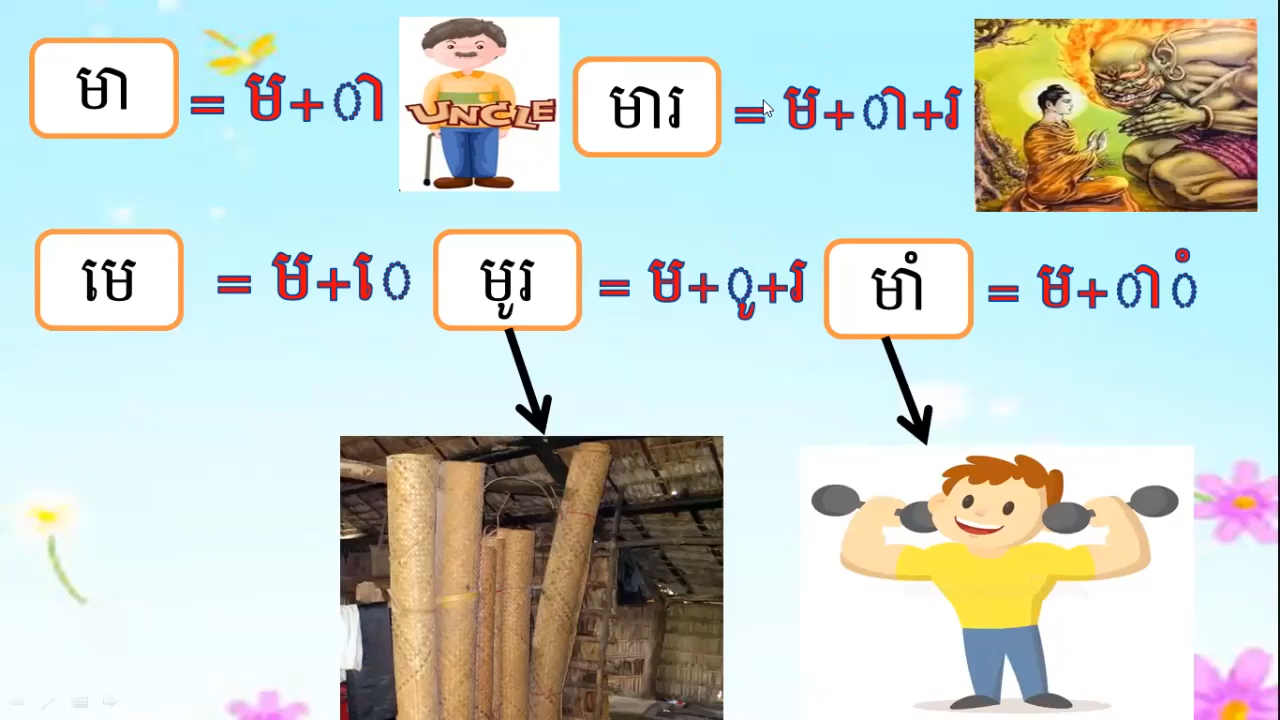 មា = ម+ា UNCLE មារ = ម+ា+រ
មេ = ម+េ មូរ = ម+ូ+រ មាំ = ម+ាំ